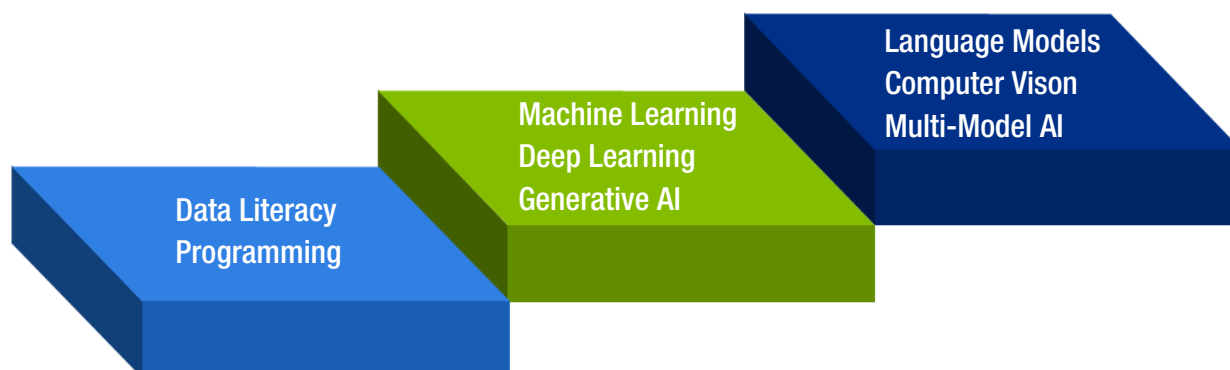 Data Literacy
Programming
Machine Learning
Deep Learning
Generative AI
Language Models
Computer Vison
Multi-Model AI